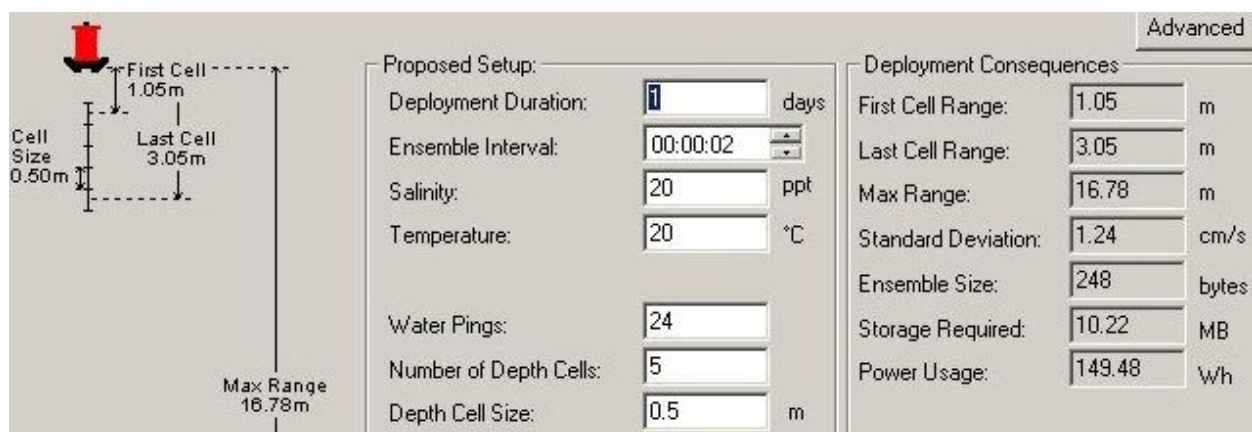 Advanced
First Cell
1.05m
Cell
Size
0.50m
Last Cell
3.05m
Max Range
16.78m
Proposed Setup:
Deployment Duration: 1 days
Ensemble Interval: 00:00:02
Salinity: 20 ppt
Temperature: 20 °C
Water Pings: 24
Number of Depth Cells: 5
Depth Cell Size: 0.5 m
Deployment Consequences
First Cell Range: 1.05 m
Last Cell Range: 3.05 m
Max Range: 16.78 m
Standard Deviation: 1.24 cm/s
Ensemble Size: 248 bytes
Storage Required: 10.22 MB
Power Usage: 149.48 Wh